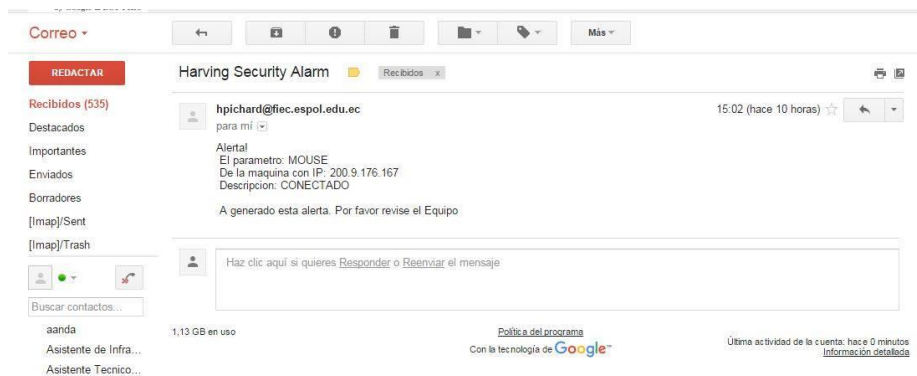 Correo
Más
REDACTAR
Harving Security Alarm
Recibidos x
Recibidos (535)
Destacados
Importantes
Enviados
Borradores
[Imap]/Sent
[Imap]/Trash
Buscar contactos...
aanda
Asistente de Infra...
Asistente Tecnico...
hpichard@fiec.espol.edu.ec
15:02 (hace 10 horas)
para mí
Alerta!
El parametro: MOUSE
De la maquina con IP: 200.9.176.167
Descripcion: CONECTADO
A generado esta alerta. Por favor revise el Equipo
Haz clic aquí si quieres Responder o Reenviar el mensaje
1,13 GB en uso
Política del programa
Con la tecnología de Google™
Última actividad de la cuenta: hace 0 minutos
Información detallada